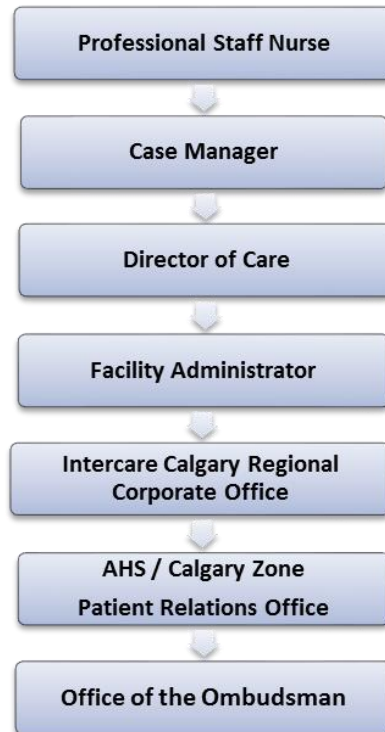 Professional Staff Nurse
Case Manager
Director of Care
Facility Administrator
Intercare Calgary Regional
Corporate Office
AHS / Calgary Zone
Patient Relations Office
Office of the Ombudsman